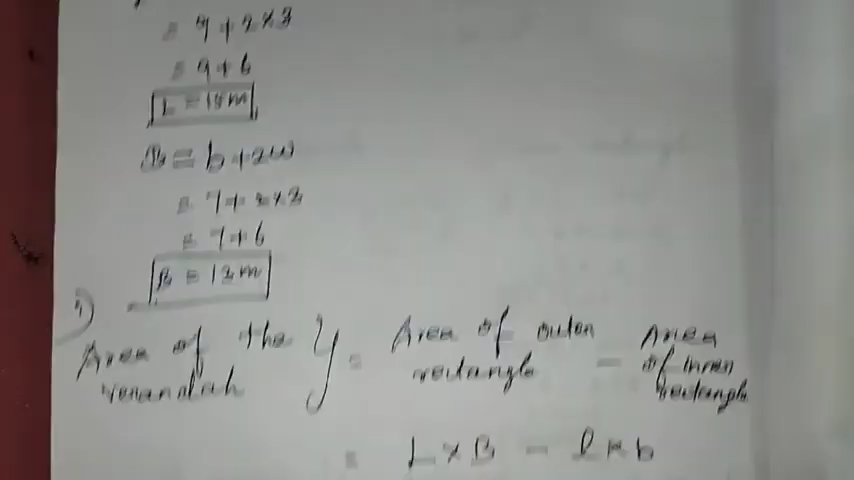 = 9+2×3
= 9+6
L = 15m
B = b+2w
= 7+2×3
= 7+6
B = 13m
i)
Area of the verandah } = Area of outer rectangle - Area of inner rectangle
= L×B - l×b